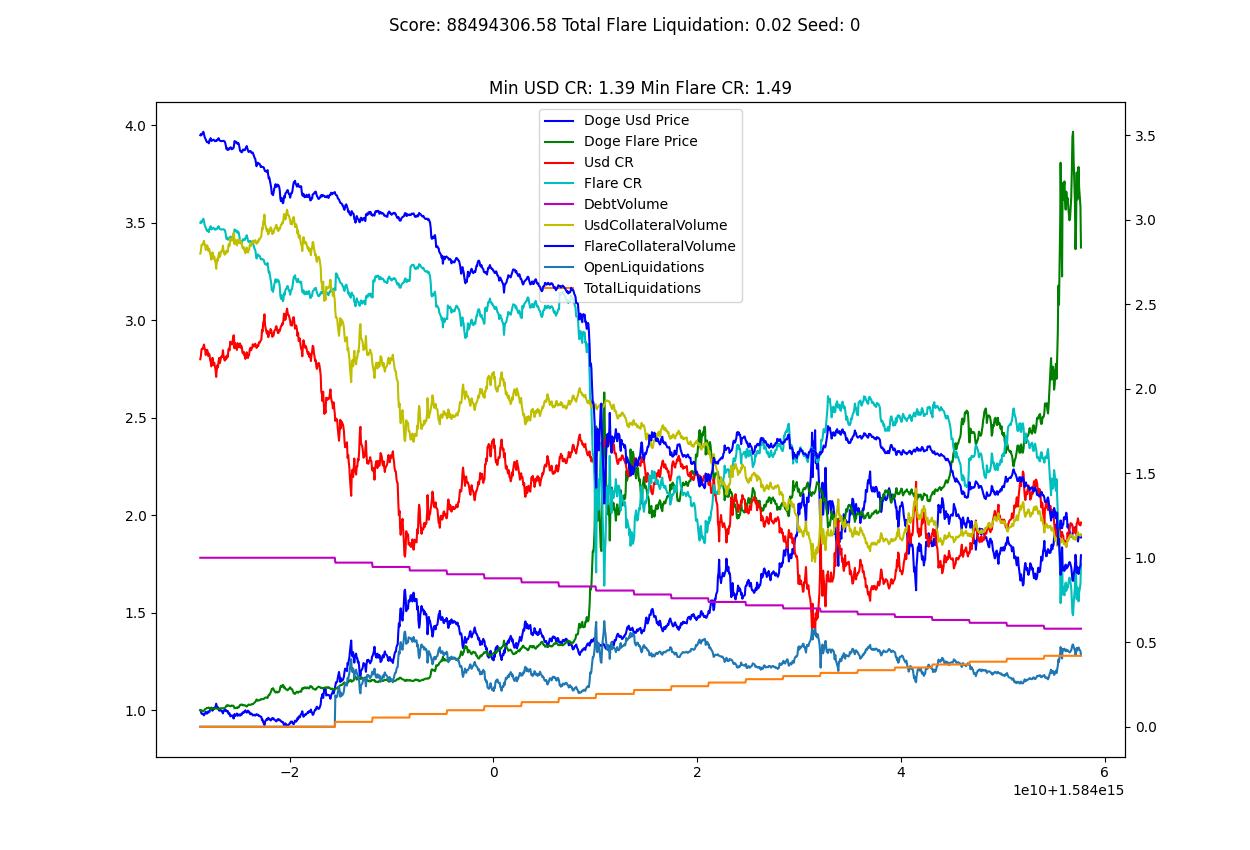 Score: 88494306.58 Total Flare Liquidation: 0.02 Seed: 0
Min USD CR: 1.39 Min Flare CR: 1.49
Doge Usd Price
Doge Flare Price
Usd CR
Flare CR
DebtVolume
UsdCollateralVolume
FlareCollateralVolume
OpenLiquidations
TotalLiquidations
4.0
3.5
3.0
2.5
2.0
1.5
1.0
3.5
3.0
2.5
2.0
1.5
1.0
0.5
0.0
−2 0 2 4 6
1e10+1.584e15